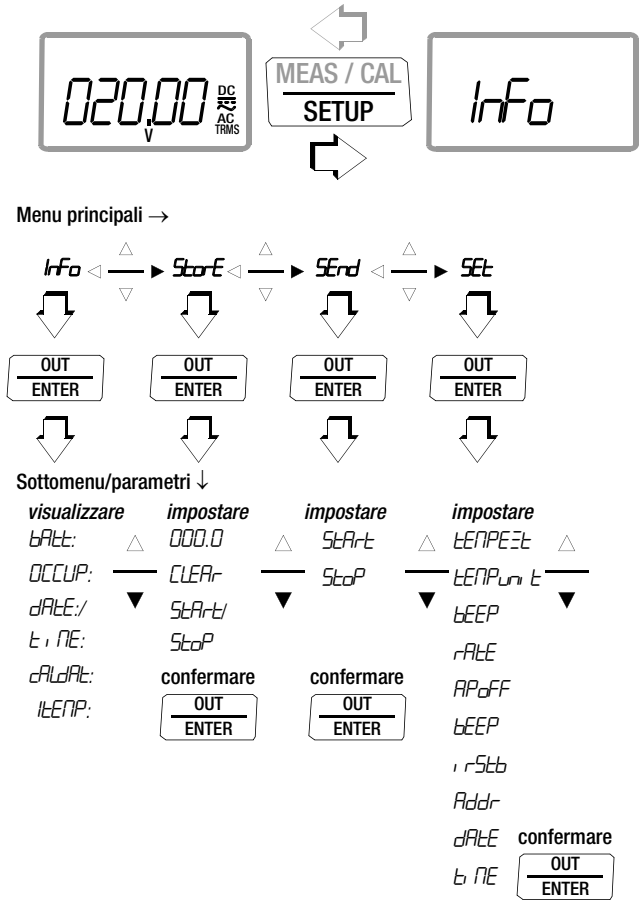 020.00 DC AC TRMS V
MEAS / CAL
SETUP
InFo
Menu principali →
InFo StorE SEnd SEt
OUT ENTER OUT ENTER OUT ENTER OUT ENTER
Sottomenu/parametri ↓
visualizzare
bAtt:
OCCUP:
dAtE:/
tiME:
cALdAt:
ItEMP:
impostare
000.0
CLEAr
StArt/
StoP
confermare
OUT
ENTER
impostare
StArt
StoP
confermare
OUT
ENTER
impostare
tEMPEXt
tEMPunit
bEEP
rAtE
APoFF
bEEP
irStb
Addr
dAtE
tiME
confermare
OUT
ENTER